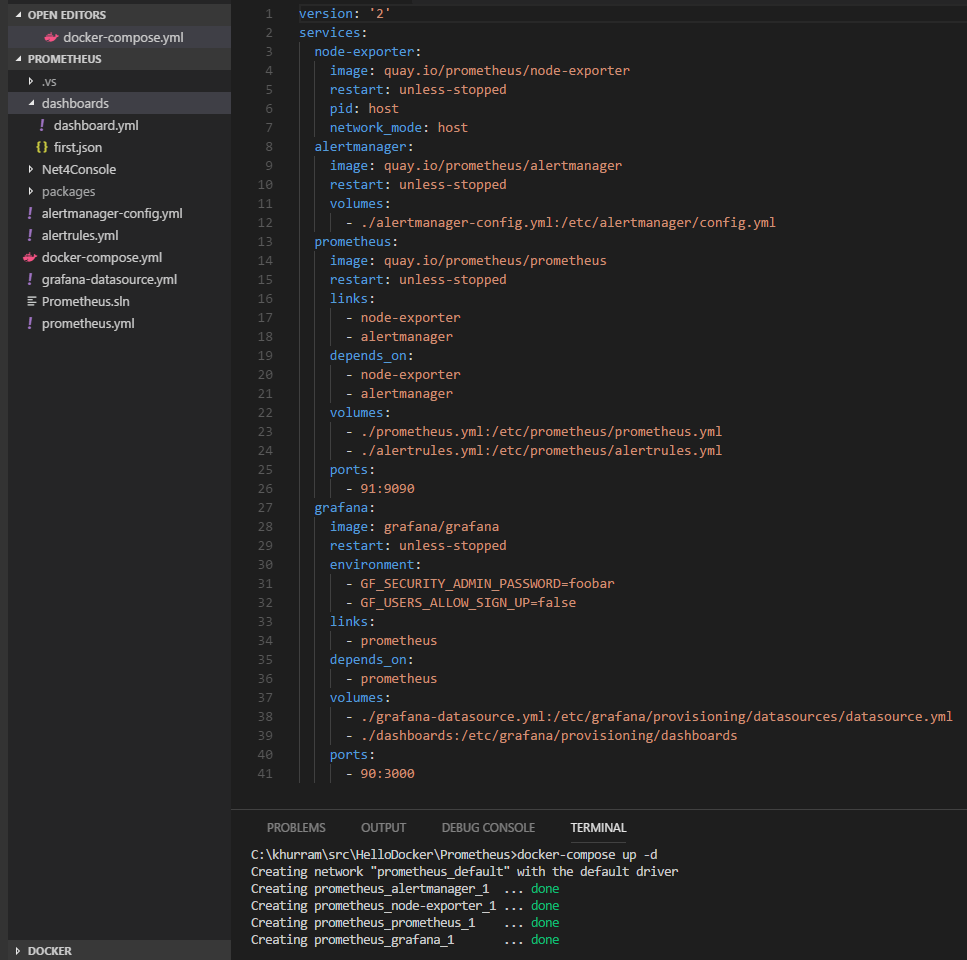 OPEN EDITORS
docker-compose.yml
PROMETHEUS
.vs
dashboards
! dashboard.yml
{} first.json
Net4Console
packages
! alertmanager-config.yml
! alertrules.yml
docker-compose.yml
! grafana-datasource.yml
Prometheus.sln
! prometheus.yml
DOCKER
1 version: '2'
2 services:
3   node-exporter:
4     image: quay.io/prometheus/node-exporter
5     restart: unless-stopped
6     pid: host
7     network_mode: host
8   alertmanager:
9     image: quay.io/prometheus/alertmanager
10     restart: unless-stopped
11     volumes:
12       - ./alertmanager-config.yml:/etc/alertmanager/config.yml
13   prometheus:
14     image: quay.io/prometheus/prometheus
15     restart: unless-stopped
16     links:
17       - node-exporter
18       - alertmanager
19     depends_on:
20       - node-exporter
21       - alertmanager
22     volumes:
23       - ./prometheus.yml:/etc/prometheus/prometheus.yml
24       - ./alertrules.yml:/etc/prometheus/alertrules.yml
25     ports:
26       - 91:9090
27   grafana:
28     image: grafana/grafana
29     restart: unless-stopped
30     environment:
31       - GF_SECURITY_ADMIN_PASSWORD=foobar
32       - GF_USERS_ALLOW_SIGN_UP=false
33     links:
34       - prometheus
35     depends_on:
36       - prometheus
37     volumes:
38       - ./grafana-datasource.yml:/etc/grafana/provisioning/datasources/datasource.yml
39       - ./dashboards:/etc/grafana/provisioning/dashboards
40     ports:
41       - 90:3000
PROBLEMS OUTPUT DEBUG CONSOLE TERMINAL
C:\khurram\src\HelloDocker\Prometheus>docker-compose up -d
Creating network "prometheus_default" with the default driver
Creating prometheus_alertmanager_1 ... done
Creating prometheus_node-exporter_1 ... done
Creating prometheus_prometheus_1 ... done
Creating prometheus_grafana_1 ... done